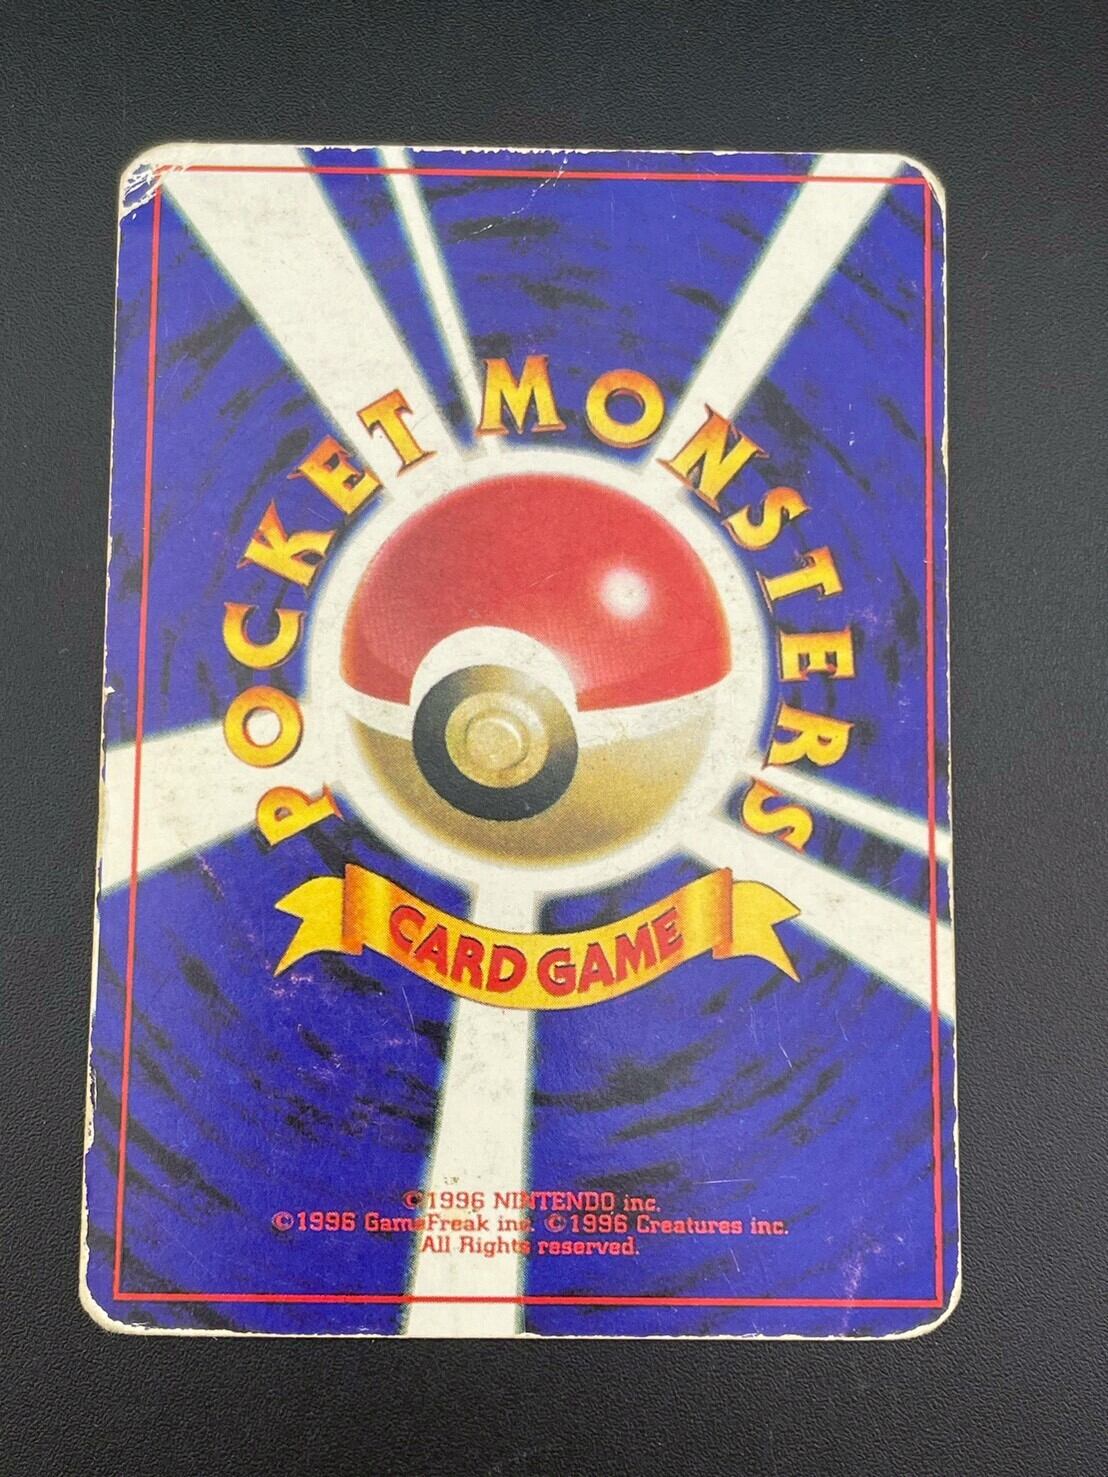 POCKET MONSTERS
CARD GAME
©1996 NINTENDO inc.
©1996 GameFreak inc. ©1996 Creatures inc.
All Rights reserved.